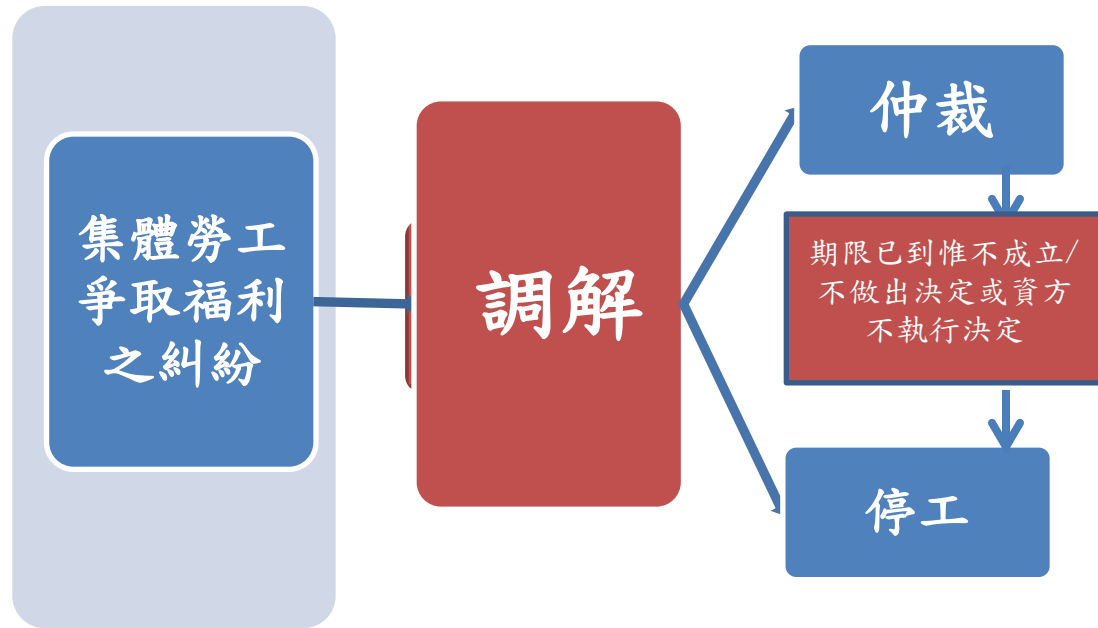 集體勞工
爭取福利
之糾紛
調解
仲裁
期限已到惟不成立/
不做出決定或資方
不執行決定
停工